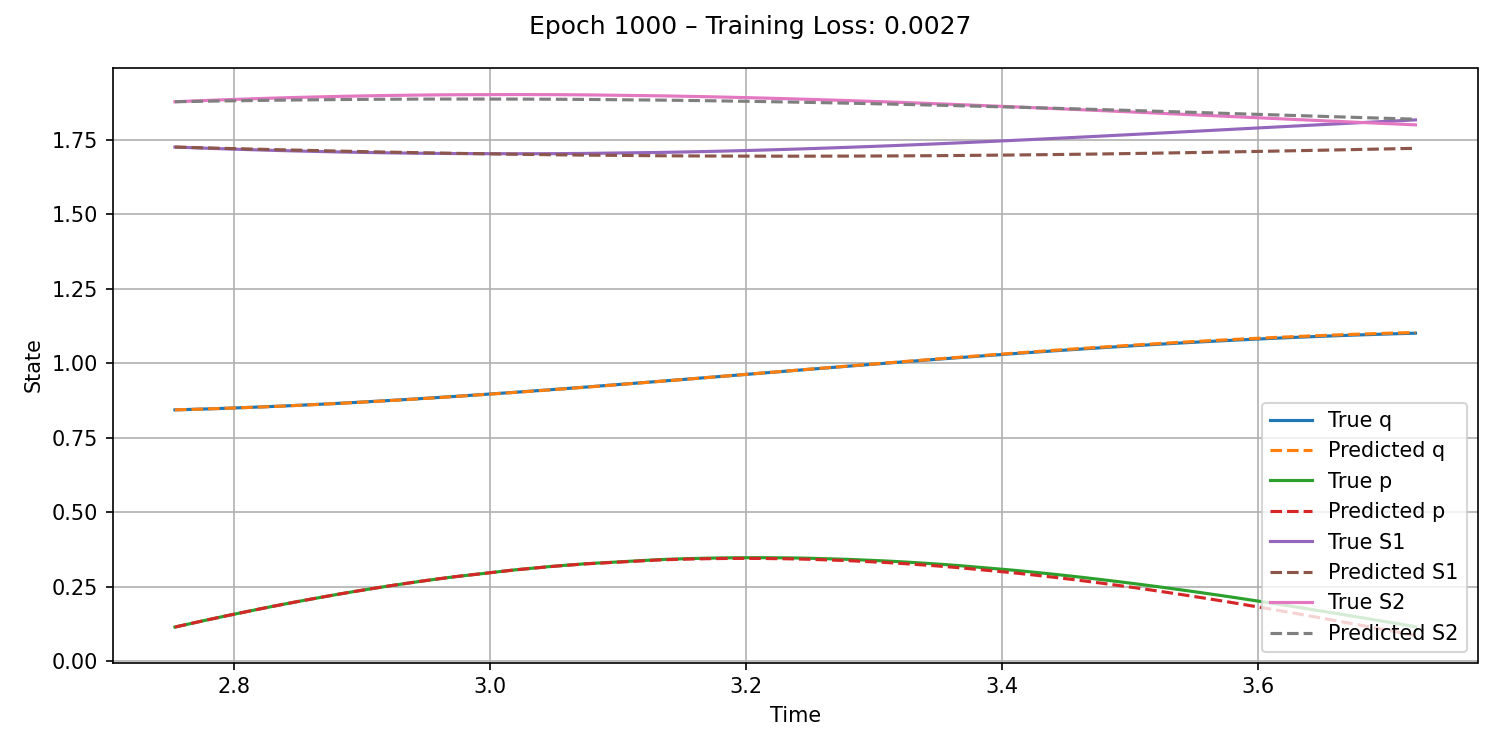 Epoch 1000 – Training Loss: 0.0027
State
1.75
1.50
1.25
1.00
0.75
0.50
0.25
0.00
True q
Predicted q
True p
Predicted p
True S1
Predicted S1
True S2
Predicted S2
2.8 3.0 3.2 3.4 3.6
Time